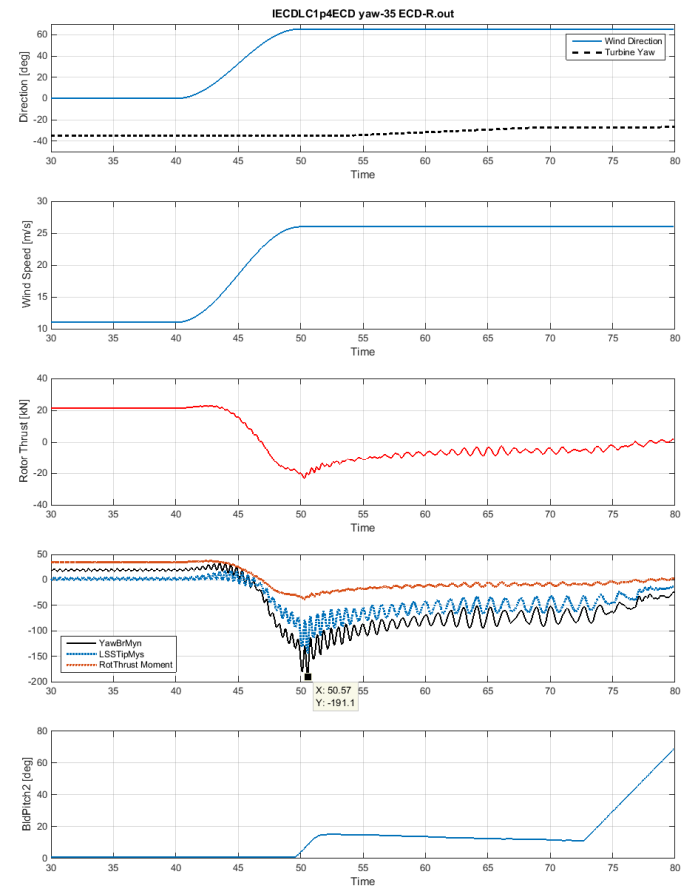 IECDLC1p4ECD yaw-35 ECD-R.out
Direction [deg]
60
40
20
0
-20
-40
Wind Direction
Turbine Yaw
30 35 40 45 50 55 60 65 70 75 80
Time
Wind Speed [m/s]
30
25
20
15
10
30 35 40 45 50 55 60 65 70 75 80
Time
Rotor Thrust [kN]
40
20
0
-20
-40
30 35 40 45 50 55 60 65 70 75 80
Time
50
0
-50
-100
-150
-200
YawBrMyn
LSSTipMys
RotThrust Moment
X: 50.57
Y: -191.1
30 35 40 45 50 55 60 65 70 75 80
Time
BldPitch2 [deg]
80
60
40
20
0
30 35 40 45 50 55 60 65 70 75 80
Time